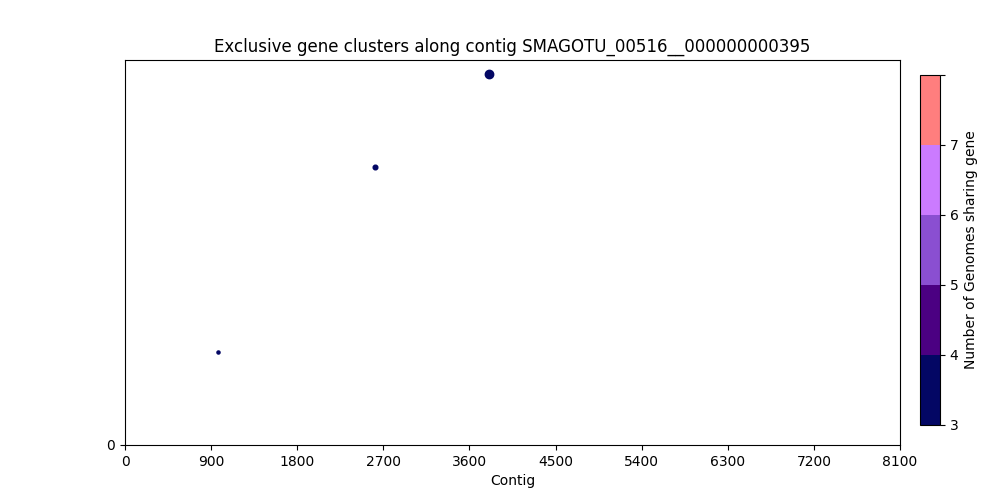 Exclusive gene clusters along contig SMAGOTU_00516__000000000395
0
0 900 1800 2700 3600 4500 5400 6300 7200 8100
Contig
7
6
5
4
3
Number of Genomes sharing gene